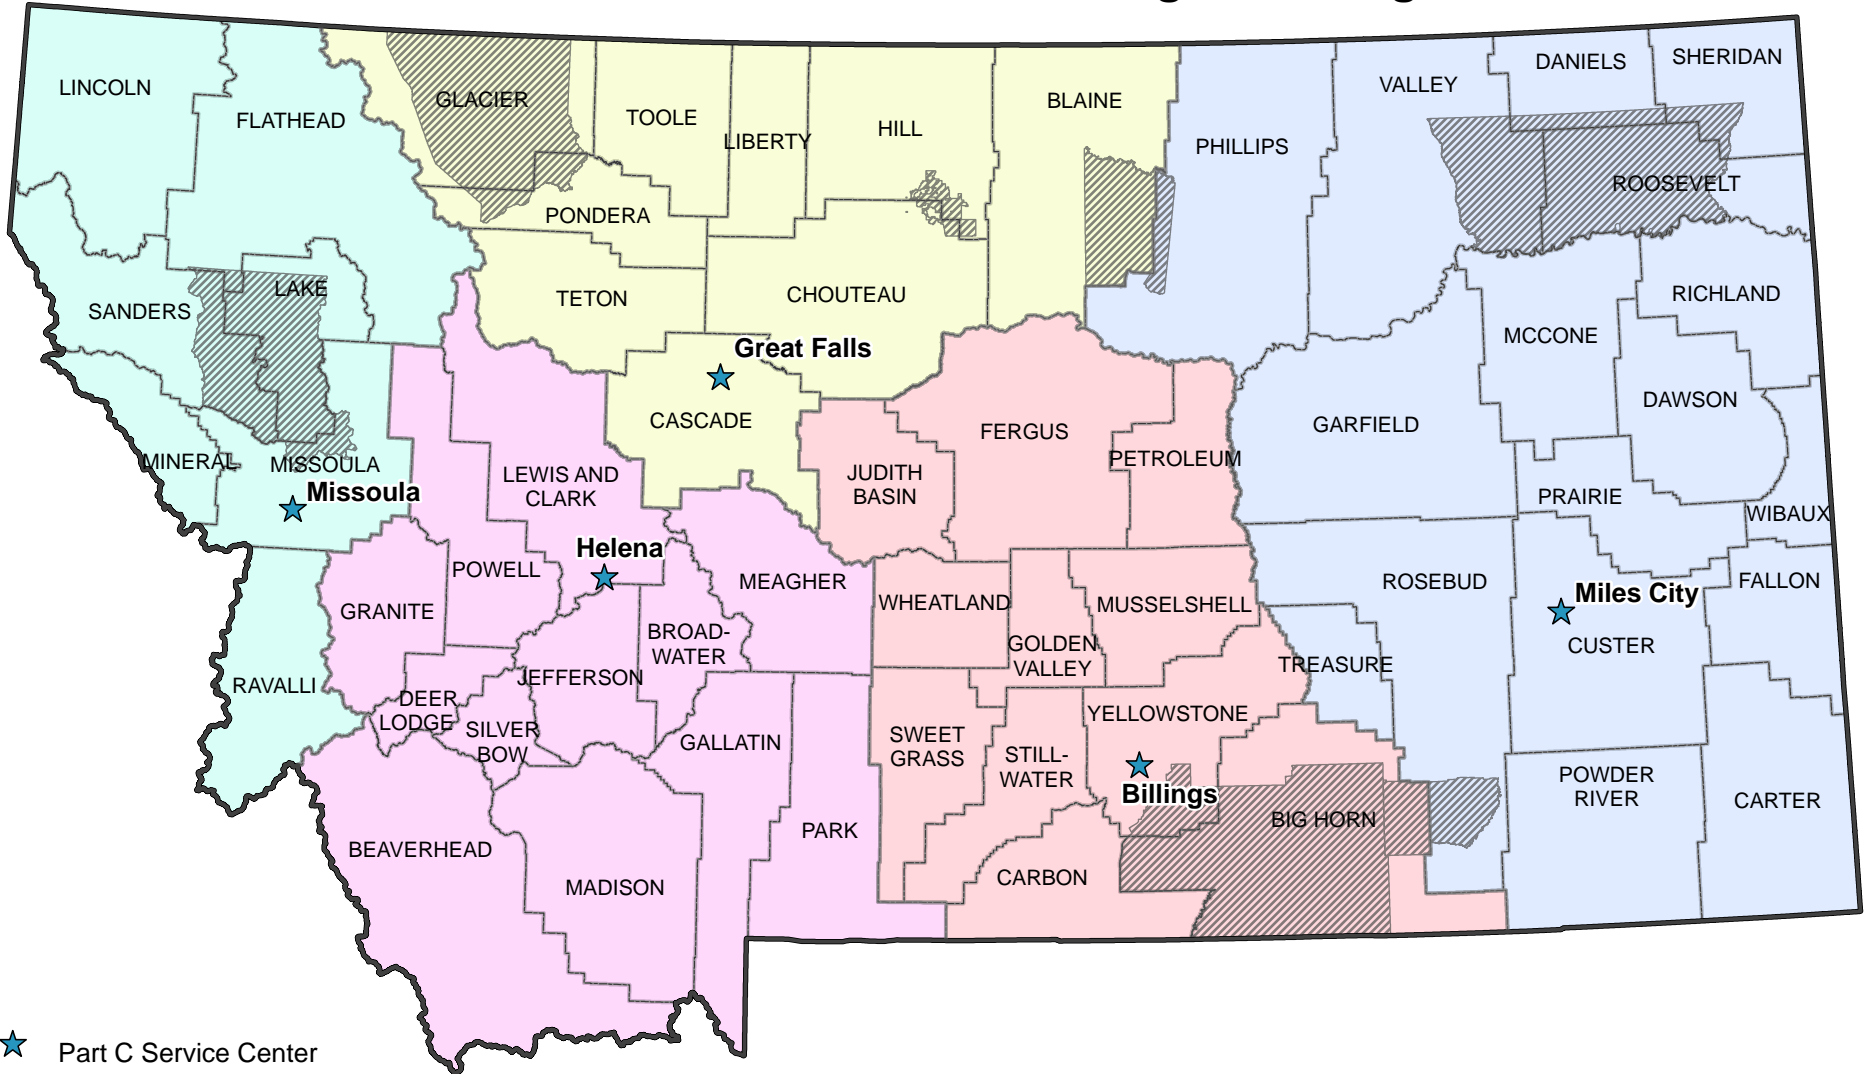 SHERIDAN
DANIELS
LINCOLN
VALLEY
GLACIER
BLAINE
TOOLE
FLATHEAD
HILL
LIBERTY
PHILLIPS
ROOSEVELT
PONDERA
LAKE
RICHLAND
CHOUTEAU
TETON
SANDERS
MCCONE
Great Falls
DAWSON
CASCADE
GARFIELD
FERGUS
PETROLEUM
MINERAL
MISSOULA
JUDITH
BASIN
LEWIS AND
CLARK
Missoula
PRAIRIE
WIBAUX
Helena
POWELL
MEAGHER
ROSEBUD
FALLON
Miles City
GRANITE
WHEATLAND
MUSSELSHELL
BROAD-
WATER
GOLDEN
VALLEY
CUSTER
TREASURE
JEFFERSON
RAVALLI
DEER
LODGE
YELLOWSTONE
SILVER
BOW
GALLATIN
SWEET
GRASS
STILL-
WATER
POWDER
RIVER
Billings
CARTER
BIG HORN
PARK
BEAVERHEAD
CARBON
MADISON
Part C Service Center